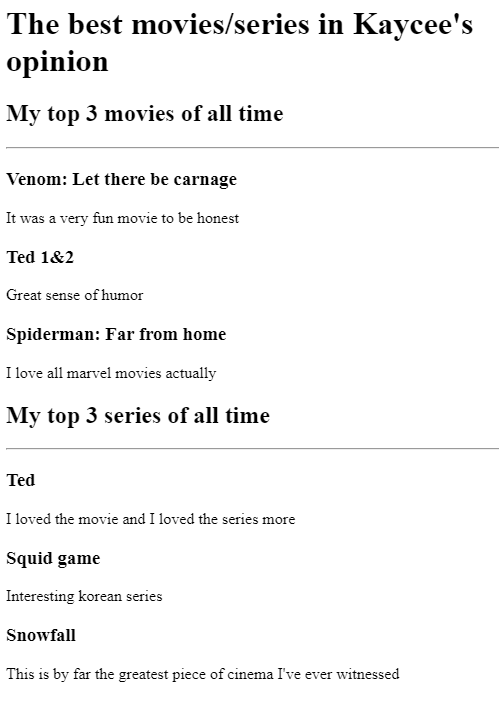 The best movies/series in Kaycee's
opinion
My top 3 movies of all time
Venom: Let there be carnage
It was a very fun movie to be honest
Ted 1&2
Great sense of humor
Spiderman: Far from home
I love all marvel movies actually
My top 3 series of all time
Ted
I loved the movie and I loved the series more
Squid game
Interesting korean series
Snowfall
This is by far the greatest piece of cinema I've ever witnessed